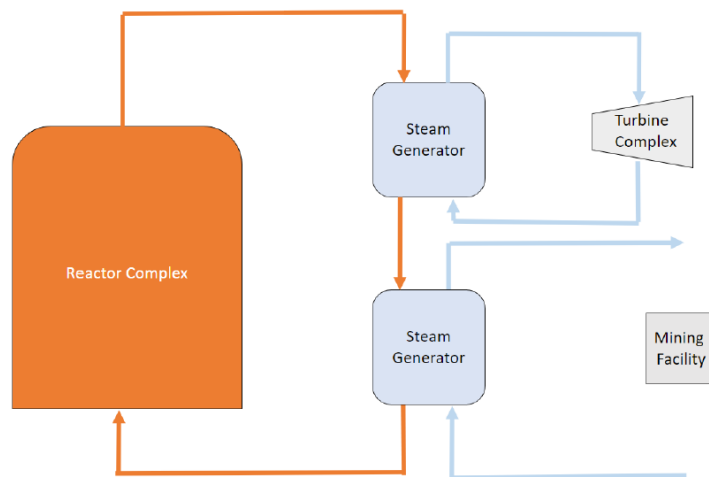 Steam
Generator
Turbine
Complex
Reactor Complex
Steam
Generator
Mining
Facility